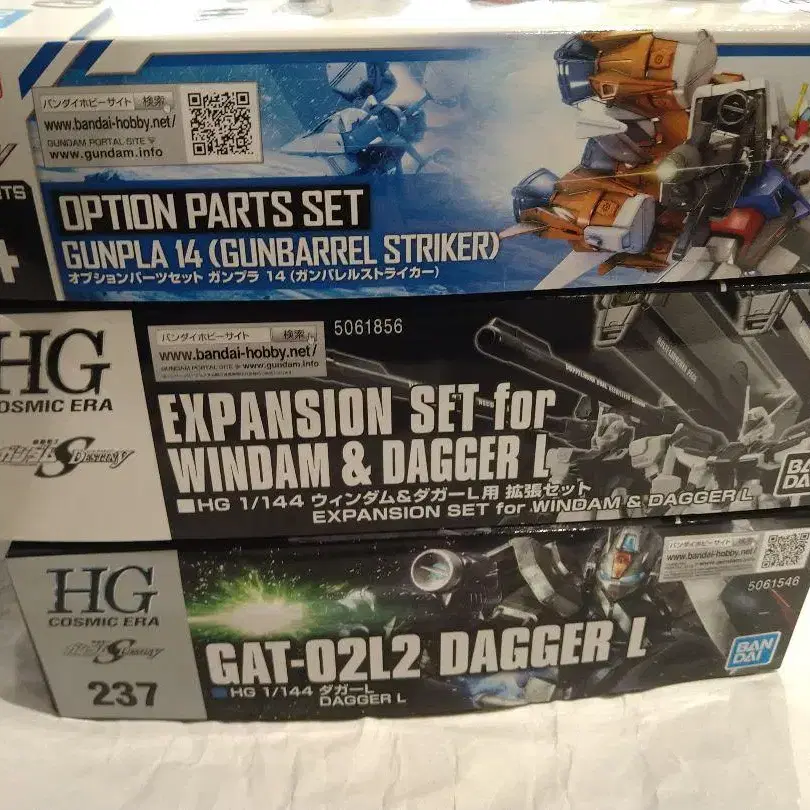 バンダイホビーサイト 検索
www.bandai-hobby.net/
GUNDAM PORTAL SITE
www.gundam.info
OPTION PARTS SET
GUNPLA 14 (GUNBARREL STRIKER)
オプションパーツセット ガンプラ 14 (ガンバレルストライカー)
HG
COSMIC ERA
バンダイホビーサイト 検索
www.bandai-hobby.net/
GUNDAM PORTAL SITE www.gundam.info
5061856
EXPANSION SET for
WINDAM & DAGGER L
■HG 1/144 ウィンダム&ダガーL用 拡張セット
EXPANSION SET for WINDAM & DAGGER L
BAN
DA
HG
COSMIC ERA
237
GAT-02L2 DAGGER L
■HG 1/144 ダガーL
DAGGER L
バンダイホビーサイト 検索
www.bandai-hobby.net/
5061546
BAN
DAI